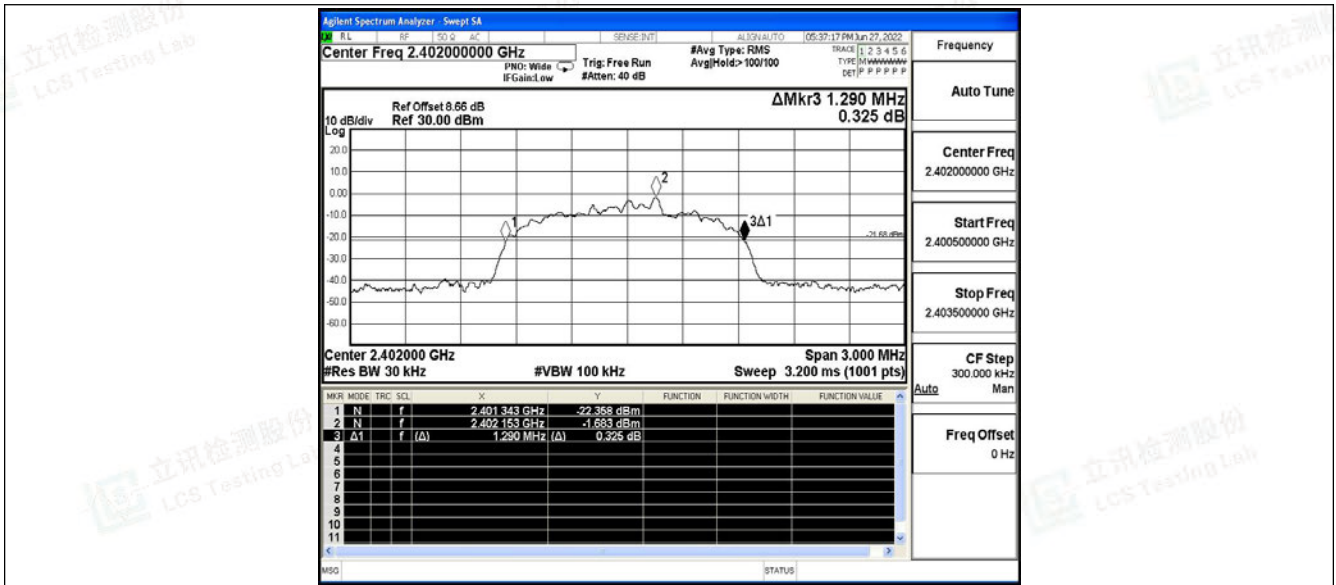 Agilent Spectrum Analyzer - Swept SA
RL RF 50 Ω AC SENSE:INT ALIGNAUTO 05:37:17 PM Jun 27, 2022
Center Freq 2.402000000 GHz
PNO: Wide
IFGain:Low
Trig: Free Run
#Atten: 40 dB
#Avg Type: RMS
Avg|Hold:>100/100
TRACE 1 2 3 4 5 6
TYPE M W W W W W
DET P P P P P P
Ref Offset 8.66 dB
10 dB/div Ref 30.00 dBm
Log
ΔMkr3 1.290 MHz
0.325 dB
20.0
10.0
0.00
-10.0
-20.0
-30.0
-40.0
-50.0
-60.0
1
2
3Δ1
-21.68 dBm
Center 2.402000 GHz Span 3.000 MHz
#Res BW 30 kHz #VBW 100 kHz Sweep 3.200 ms (1001 pts)
MKR MODE TRC SCL X Y FUNCTION FUNCTION WIDTH FUNCTION VALUE
1 N f 2.401 343 GHz -22.358 dBm
2 N f 2.402 153 GHz -1.683 dBm
3 Δ1 f (Δ) 1.290 MHz (Δ) 0.325 dB
4
5
6
7
8
9
10
11
MSG STATUS
Frequency
Auto Tune
Center Freq
2.402000000 GHz
Start Freq
2.400500000 GHz
Stop Freq
2.403500000 GHz
CF Step
300.000 kHz
Auto Man
Freq Offset
0 Hz
立讯检测股份
LCS Testing Lab
立讯检测股份
LCS Testing Lab
立讯检测股份
LCS Testing Lab